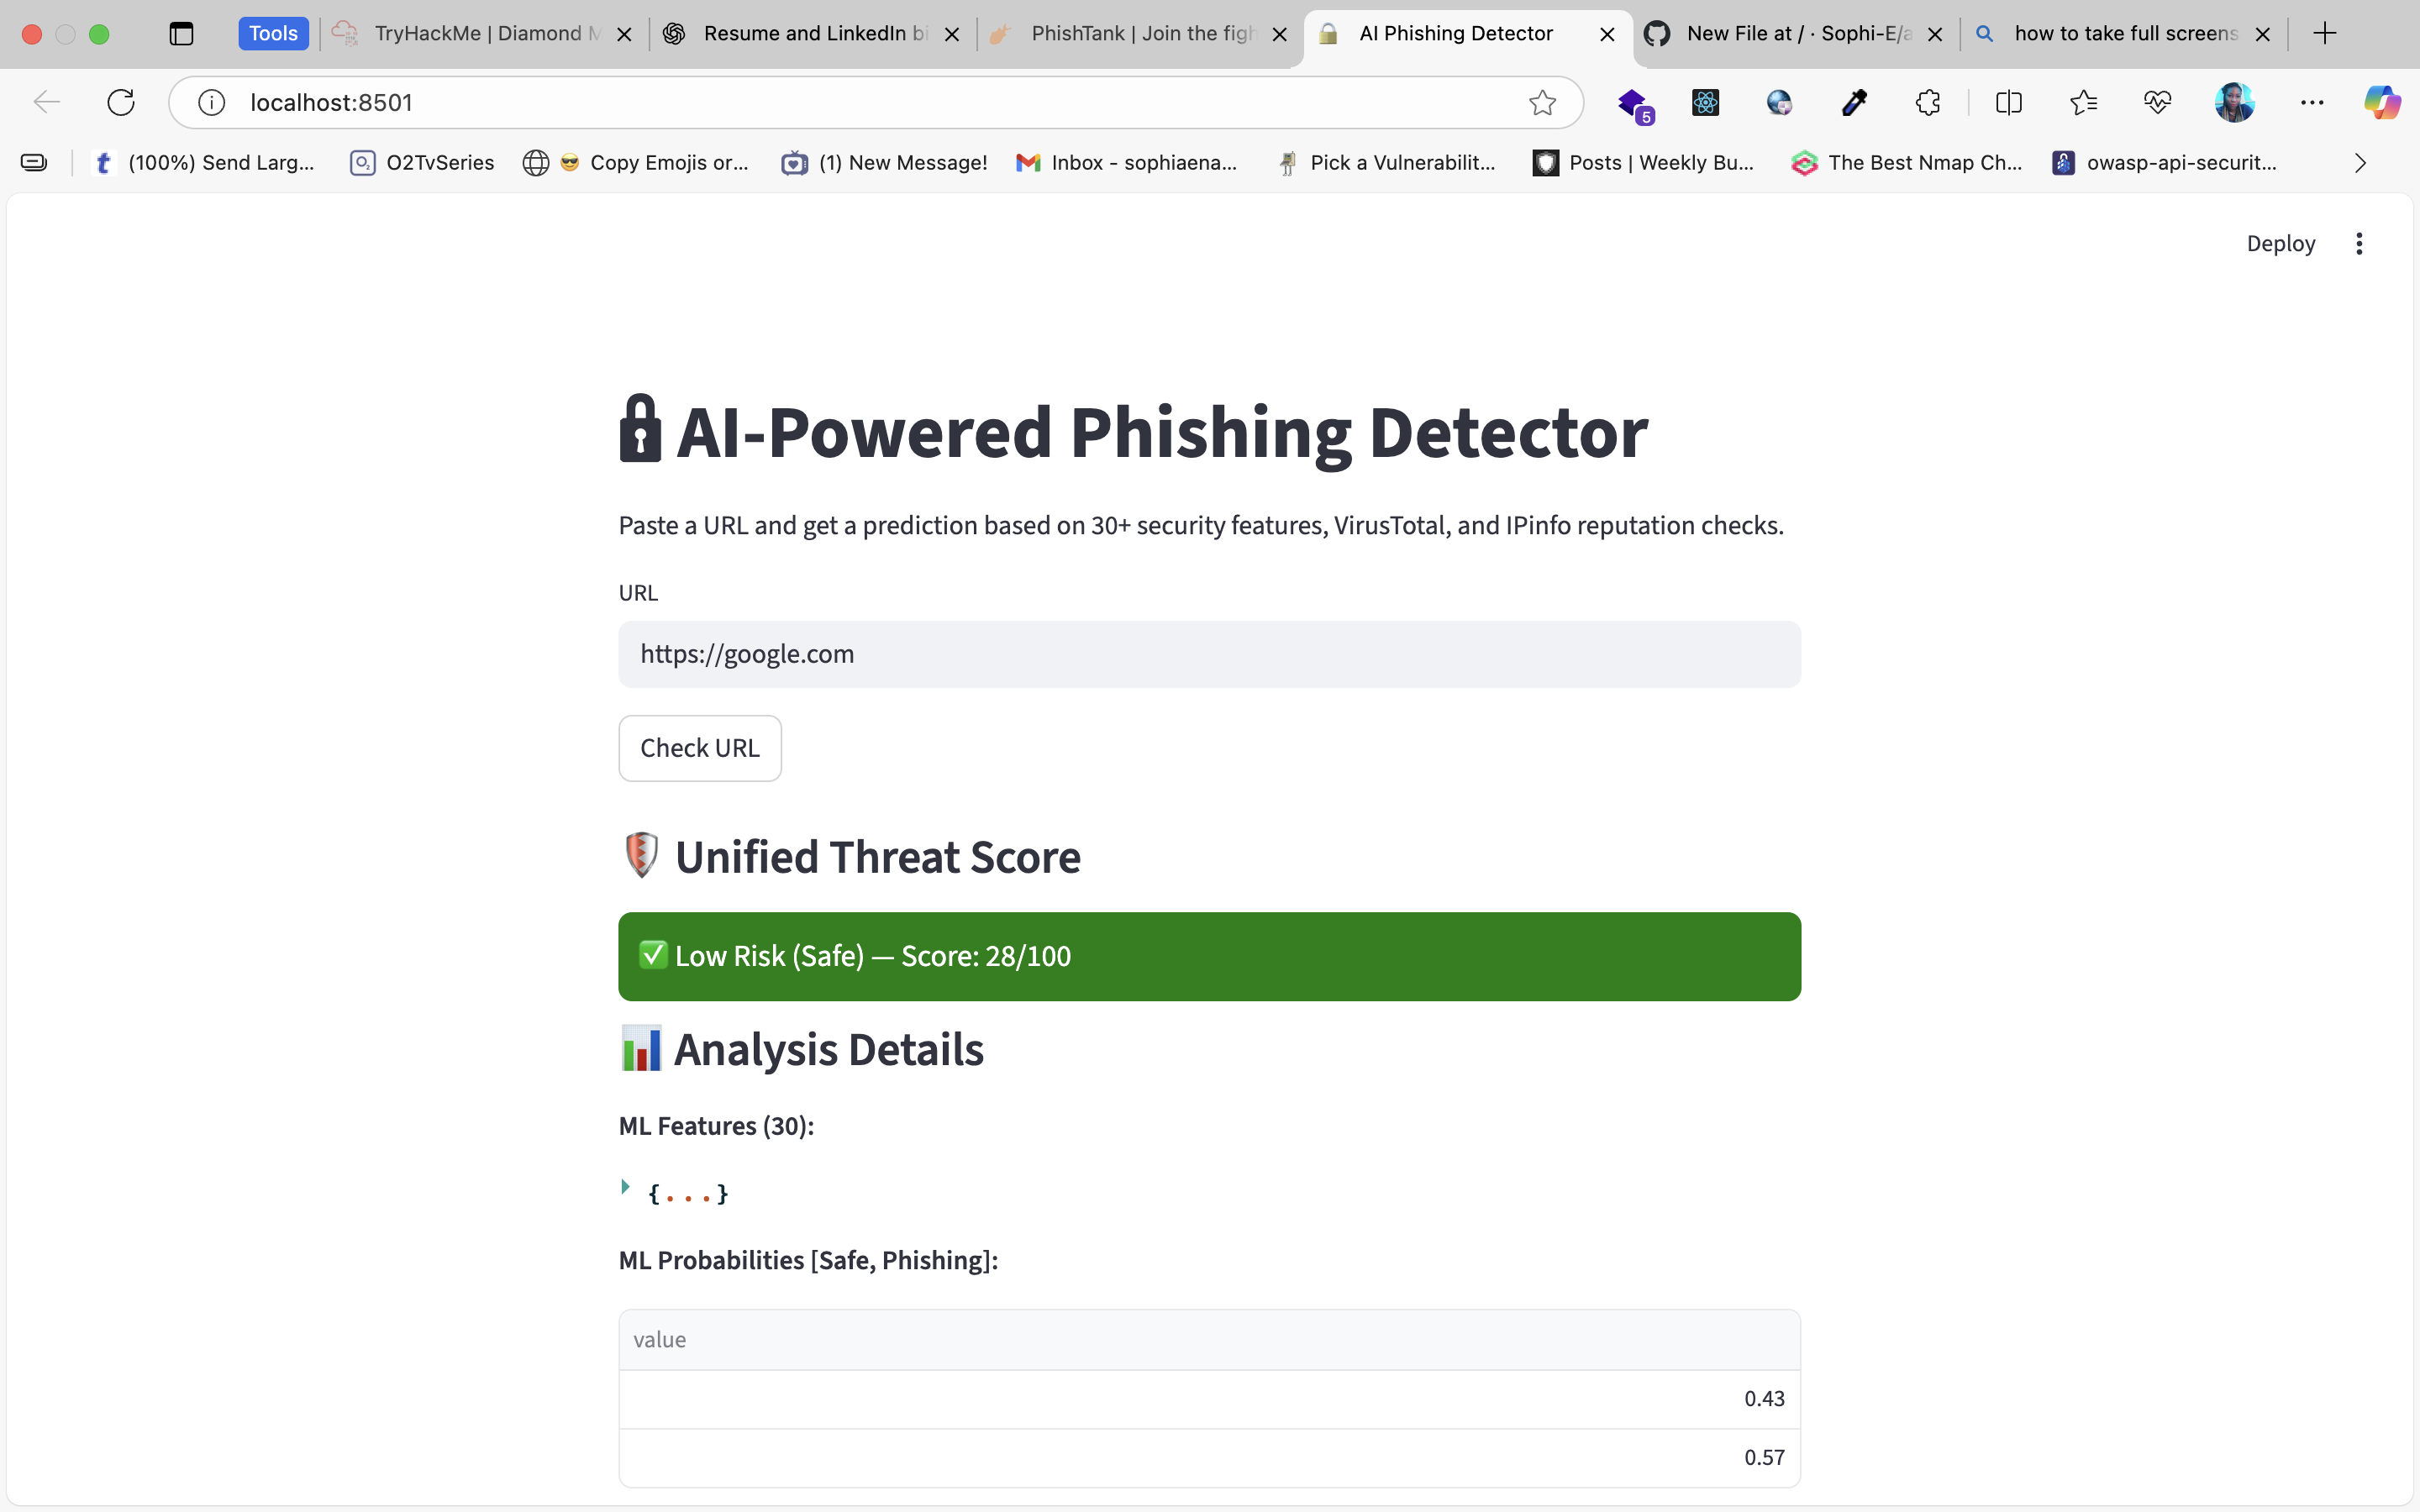 Tools
TryHackMe | Diamond M
Resume and LinkedIn bi
PhishTank | Join the figh
AI Phishing Detector
New File at / · Sophi-E/a
how to take full screens
localhost:8501
5
(100%) Send Larg...
O2TvSeries
Copy Emojis or...
(1) New Message!
Inbox - sophiaena...
Pick a Vulnerabilit...
Posts | Weekly Bu...
The Best Nmap Ch...
owasp-api-securit...
Deploy
AI-Powered Phishing Detector
Paste a URL and get a prediction based on 30+ security features, VirusTotal, and IPinfo reputation checks.
URL
https://google.com
Check URL
Unified Threat Score
✅ Low Risk (Safe) — Score: 28/100
Analysis Details
ML Features (30):
{...}
ML Probabilities [Safe, Phishing]:
value
0.43
0.57